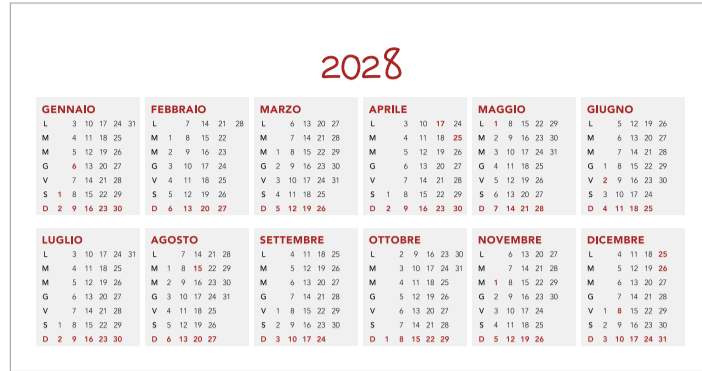 2028
GENNAIO
L 3 10 17 24 31
M 4 11 18 25
M 5 12 19 26
G 6 13 20 27
V 7 14 21 28
S 1 8 15 22 29
D 2 9 16 23 30
FEBBRAIO
L 7 14 21 28
M 1 8 15 22
M 2 9 16 23
G 3 10 17 24
V 4 11 18 25
S 5 12 19 26
D 6 13 20 27
MARZO
L 6 13 20 27
M 7 14 21 28
M 1 8 15 22 29
G 2 9 16 23 30
V 3 10 17 24 31
S 4 11 18 25
D 5 12 19 26
APRILE
L 3 10 17 24
M 4 11 18 25
M 5 12 19 26
G 6 13 20 27
V 7 14 21 28
S 1 8 15 22 29
D 2 9 16 23 30
MAGGIO
L 1 8 15 22 29
M 2 9 16 23 30
M 3 10 17 24 31
G 4 11 18 25
V 5 12 19 26
S 6 13 20 27
D 7 14 21 28
GIUGNO
L 5 12 19 26
M 6 13 20 27
M 7 14 21 28
G 1 8 15 22 29
V 2 9 16 23 30
S 3 10 17 24
D 4 11 18 25
LUGLIO
L 3 10 17 24 31
M 4 11 18 25
M 5 12 19 26
G 6 13 20 27
V 7 14 21 28
S 1 8 15 22 29
D 2 9 16 23 30
AGOSTO
L 7 14 21 28
M 1 8 15 22 29
M 2 9 16 23 30
G 3 10 17 24 31
V 4 11 18 25
S 5 12 19 26
D 6 13 20 27
SETTEMBRE
L 4 11 18 25
M 5 12 19 26
M 6 13 20 27
G 7 14 21 28
V 1 8 15 22 29
S 2 9 16 23 30
D 3 10 17 24
OTTOBRE
L 2 9 16 23 30
M 3 10 17 24 31
M 4 11 18 25
G 5 12 19 26
V 6 13 20 27
S 7 14 21 28
D 1 8 15 22 29
NOVEMBRE
L 6 13 20 27
M 7 14 21 28
M 1 8 15 22 29
G 2 9 16 23 30
V 3 10 17 24
S 4 11 18 25
D 5 12 19 26
DICEMBRE
L 4 11 18 25
M 5 12 19 26
M 6 13 20 27
G 7 14 21 28
V 1 8 15 22 29
S 2 9 16 23 30
D 3 10 17 24 31